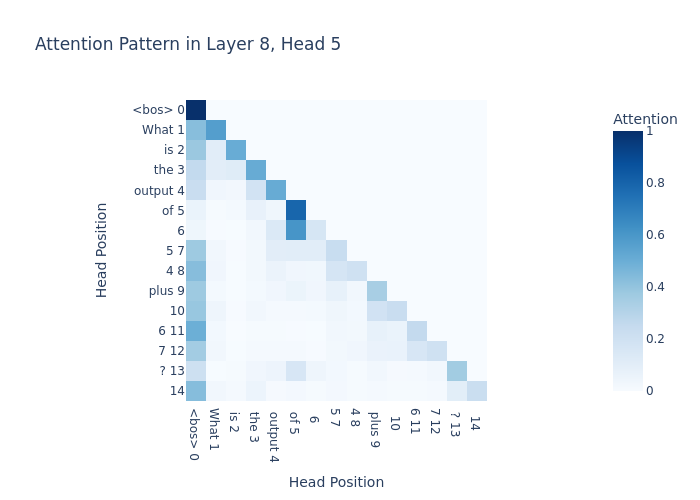 Attention Pattern in Layer 8, Head 5
Attention
<bos> 0
What 1
is 2
the 3
output 4
of 5
6
5 7
4 8
plus 9
10
6 11
7 12
? 13
14
Head Position
1
0.8
0.6
0.4
0.2
0
<bos> 0
What 1
is 2
the 3
output 4
of 5
6
5 7
4 8
plus 9
10
6 11
7 12
? 13
14
Head Position